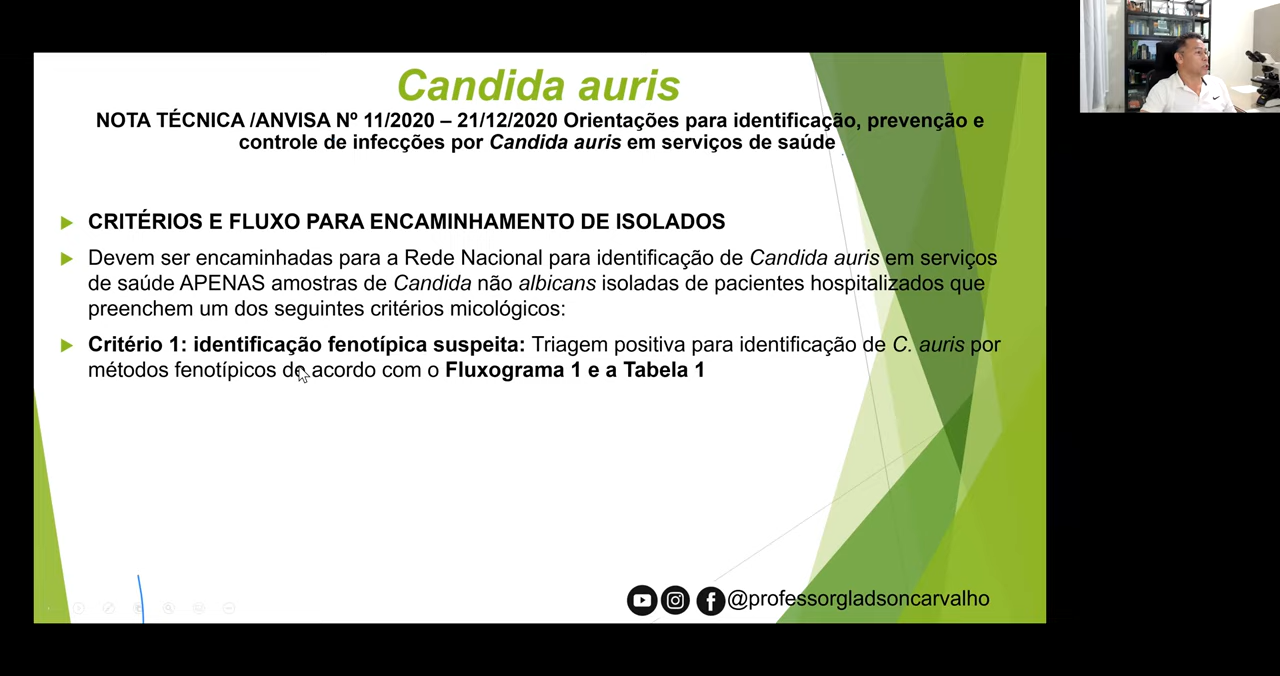 Candida auris
NOTA TÉCNICA /ANVISA Nº 11/2020 – 21/12/2020 Orientações para identificação, prevenção e
controle de infecções por Candida auris em serviços de saúde
CRITÉRIOS E FLUXO PARA ENCAMINHAMENTO DE ISOLADOS
Devem ser encaminhadas para a Rede Nacional para identificação de Candida auris em serviços
de saúde APENAS amostras de Candida não albicans isoladas de pacientes hospitalizados que
preenchem um dos seguintes critérios micológicos:
Critério 1: identificação fenotípica suspeita: Triagem positiva para identificação de C. auris por
métodos fenotípicos de acordo com o Fluxograma 1 e a Tabela 1
@professorgladsoncarvalho